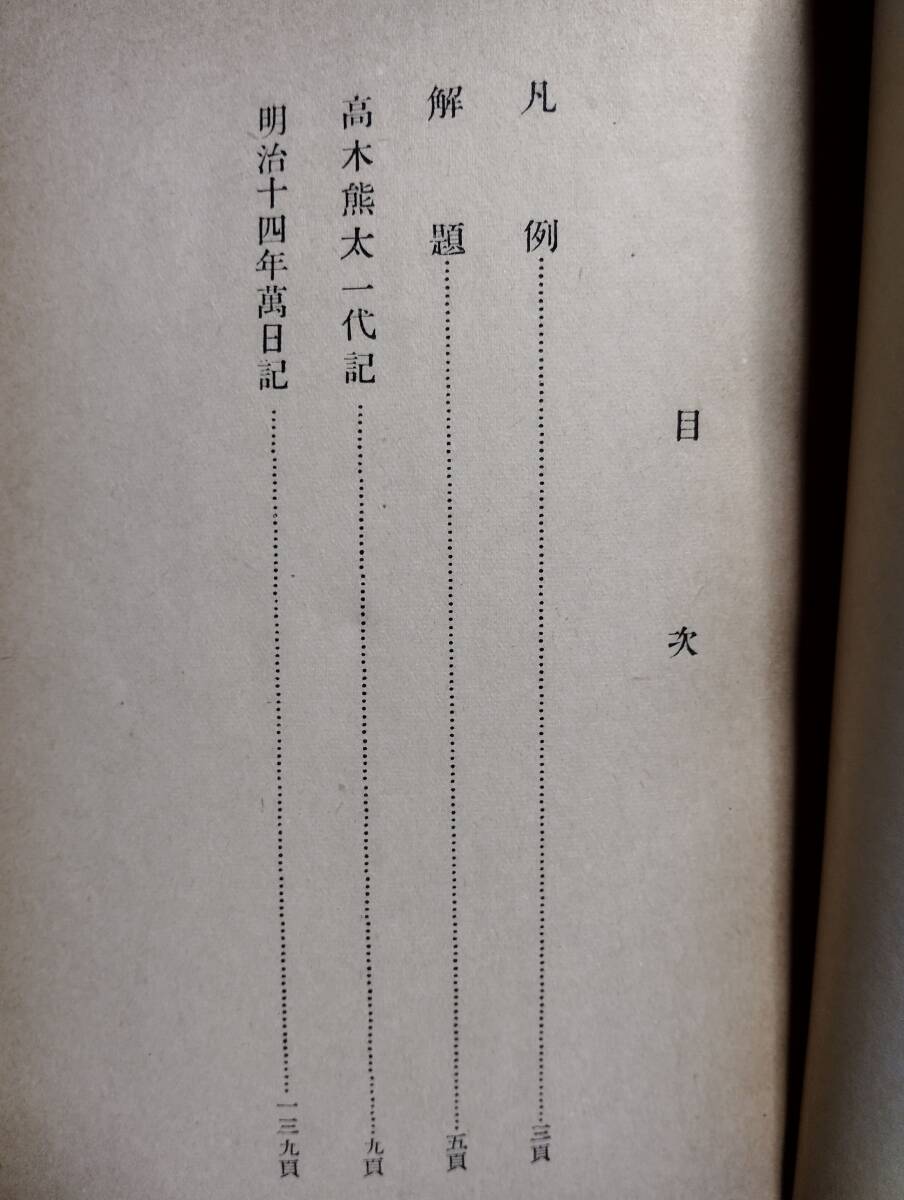 目次
凡例……三頁
解題……五頁
高木熊太一代記……九頁
明治十四年萬日記……一三九頁